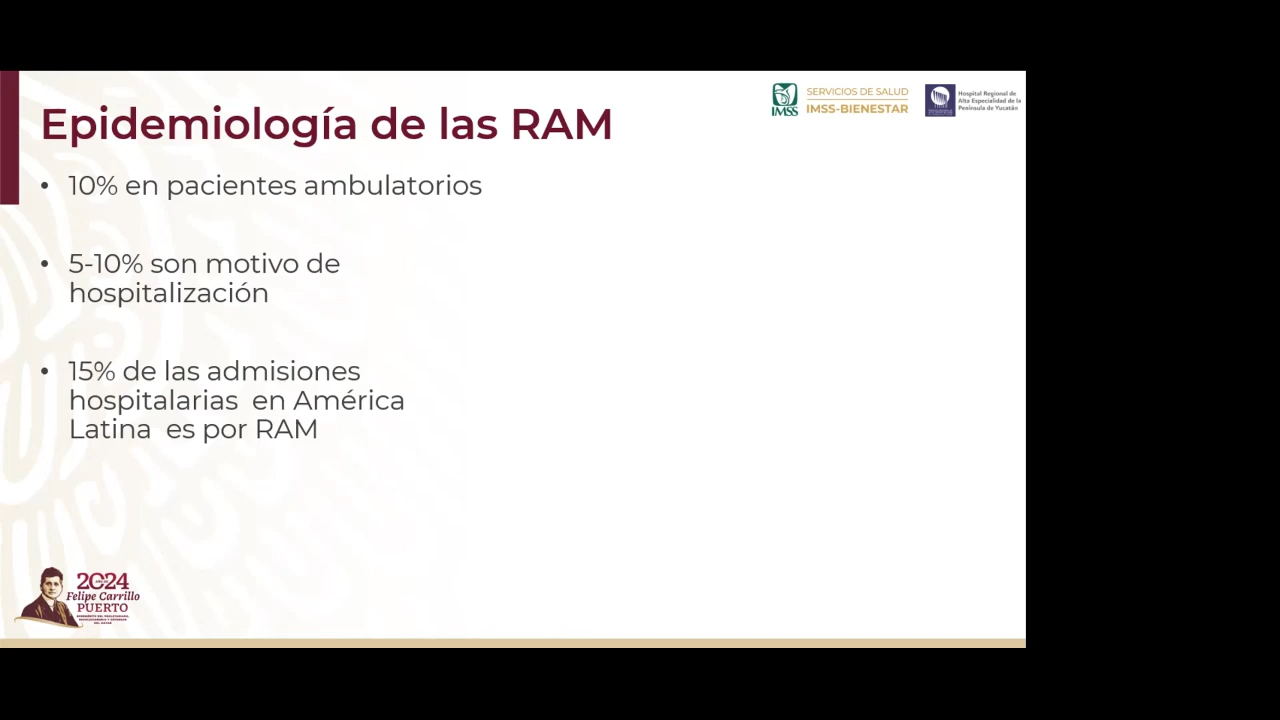 SERVICIOS DE SALUD
IMSS-BIENESTAR
IMSS
Hospital Regional de
Alta Especialidad de la
Península de Yucatán
Epidemiología de las RAM
• 10% en pacientes ambulatorios
• 5-10% son motivo de
hospitalización
• 15% de las admisiones
hospitalarias en América
Latina es por RAM
2024
Felipe Carrillo
PUERTO